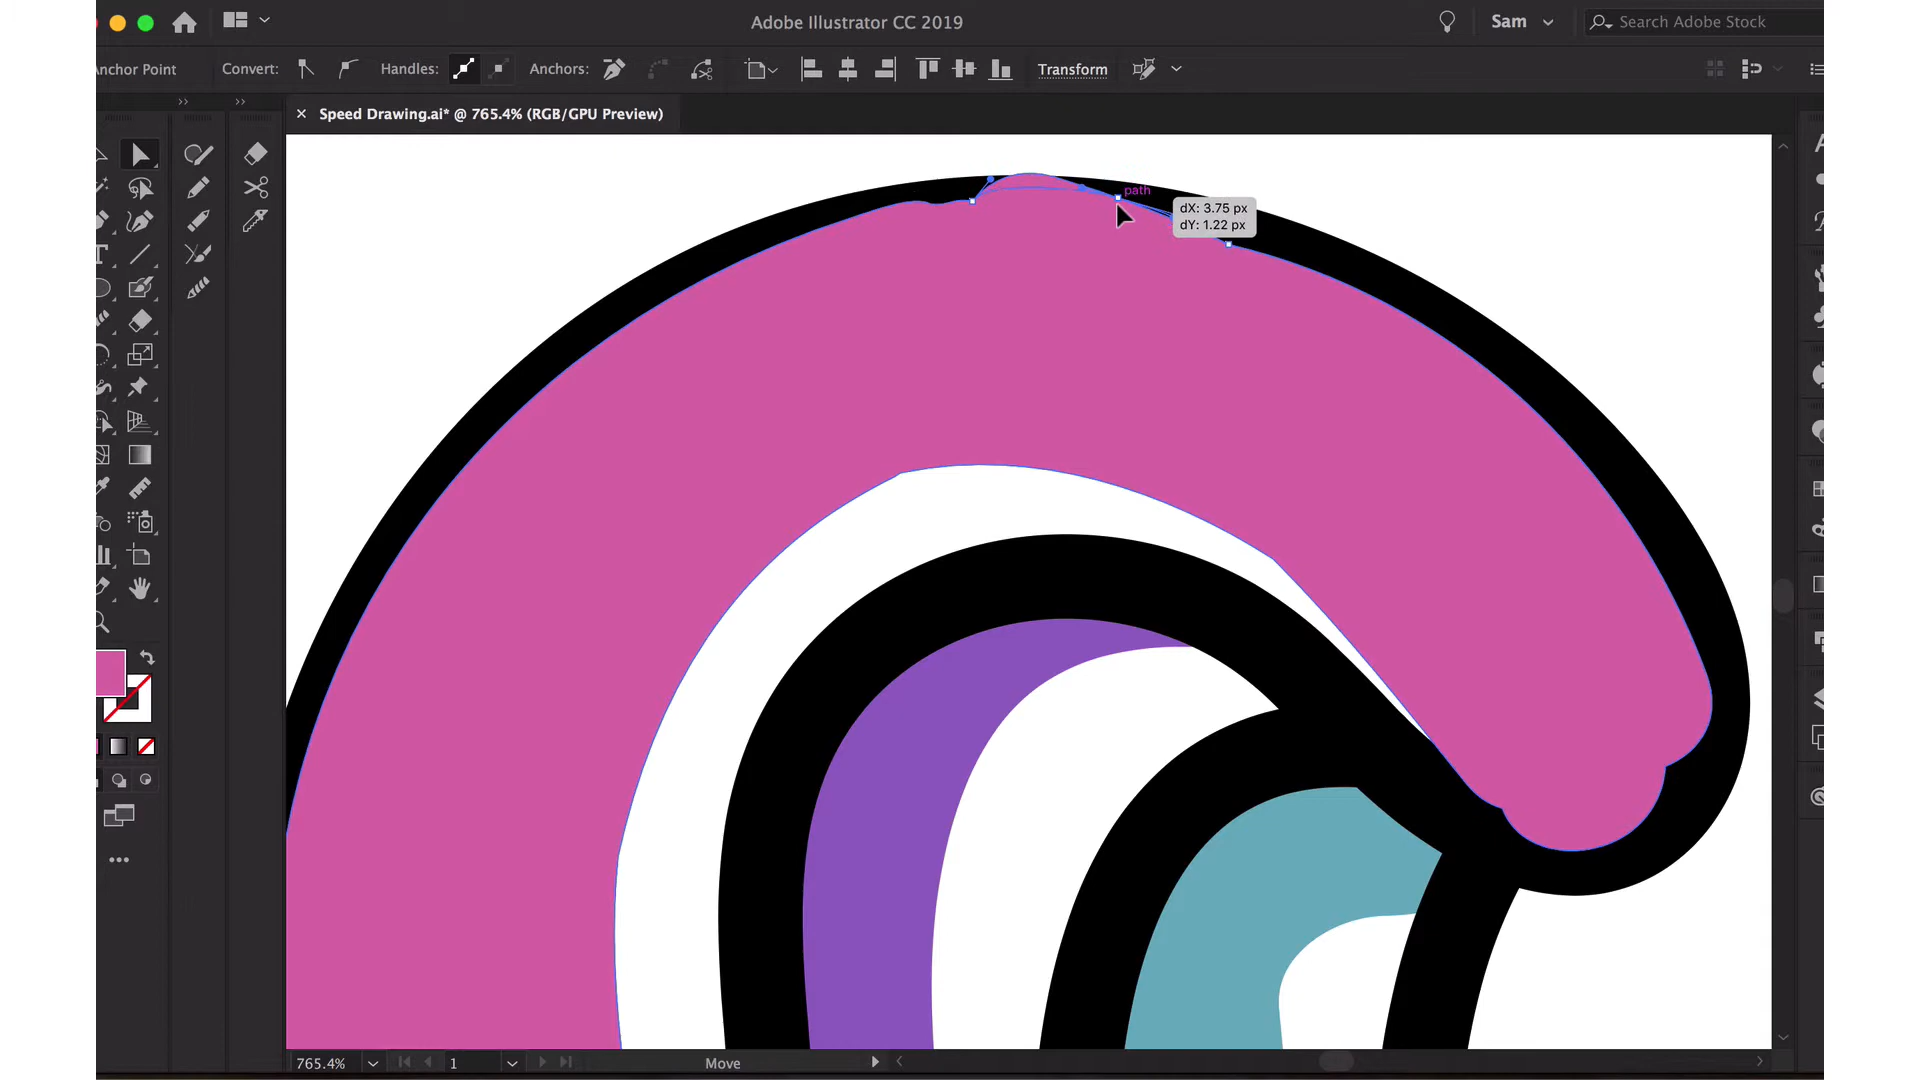 Adobe Illustrator CC 2019
Sam
Search Adobe Stock
Anchor Point
Convert:
Handles:
Anchors:
Transform
× Speed Drawing.ai* @ 765.4% (RGB/GPU Preview)
path
dX: 3.75 px
dY: 1.22 px
765.4%
1
Move